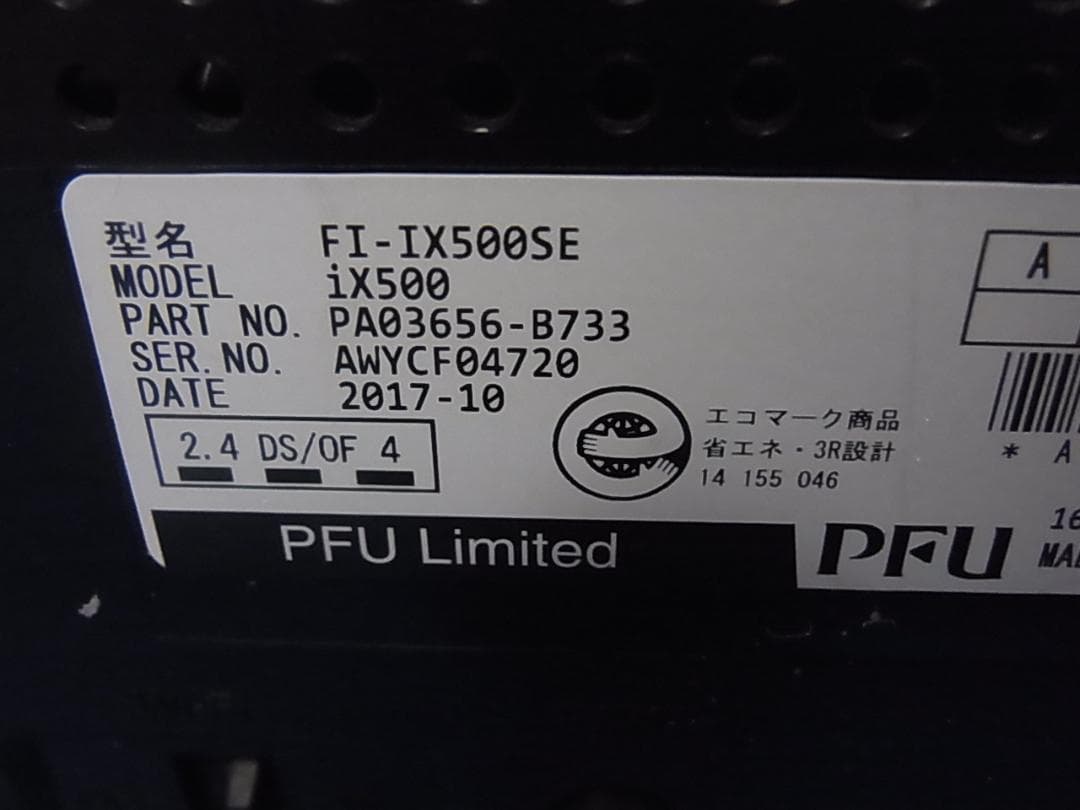 型名 FI-IX500SE
MODEL iX500
PART NO. PA03656-B733
SER.NO. AWYCF04720
DATE 2017-10
2.4 DS/OF 4
エコマーク商品
省エネ・3R設計
14 155 046
PFU Limited
PFU
A
* A
16